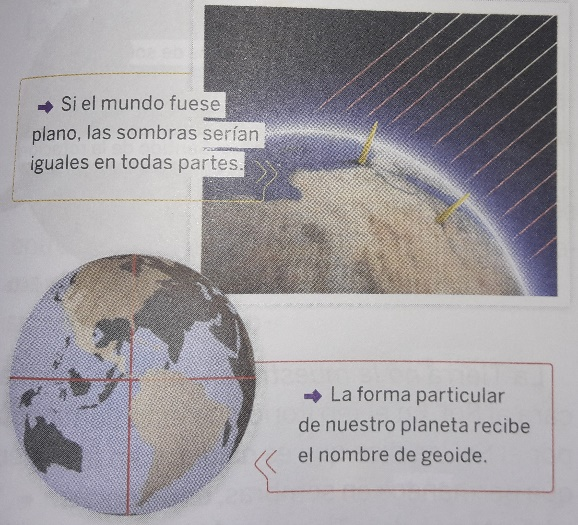 Si el mundo fuese
plano, las sombras serían
iguales en todas partes.
La forma particular
de nuestro planeta recibe
el nombre de geoide.